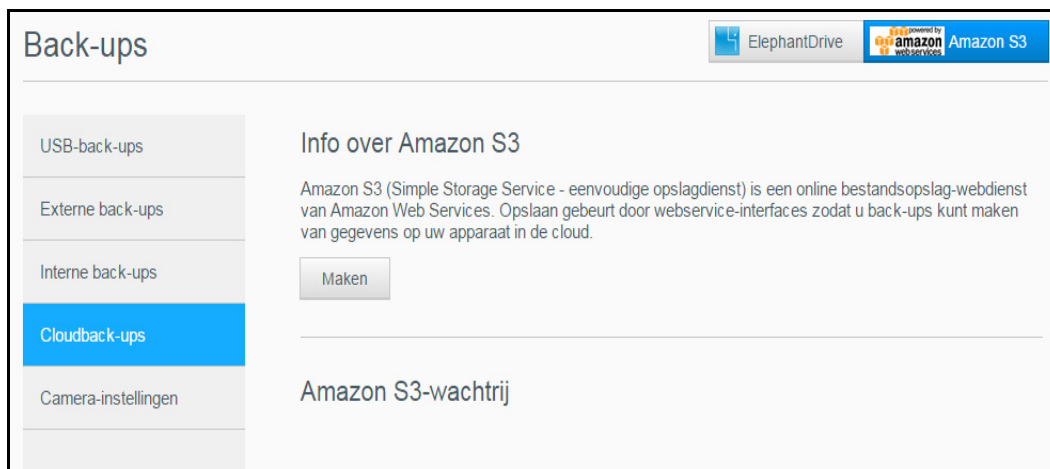 Back-ups
ElephantDrive
powered by
amazon
webservices
Amazon S3
USB-back-ups
Externe back-ups
Interne back-ups
Cloudback-ups
Camera-instellingen
Info over Amazon S3
Amazon S3 (Simple Storage Service - eenvoudige opslagdienst) is een online bestandsopslag-webdienst
van Amazon Web Services. Opslaan gebeurt door webservice-interfaces zodat u back-ups kunt maken
van gegevens op uw apparaat in de cloud.
Maken
Amazon S3-wachtrij